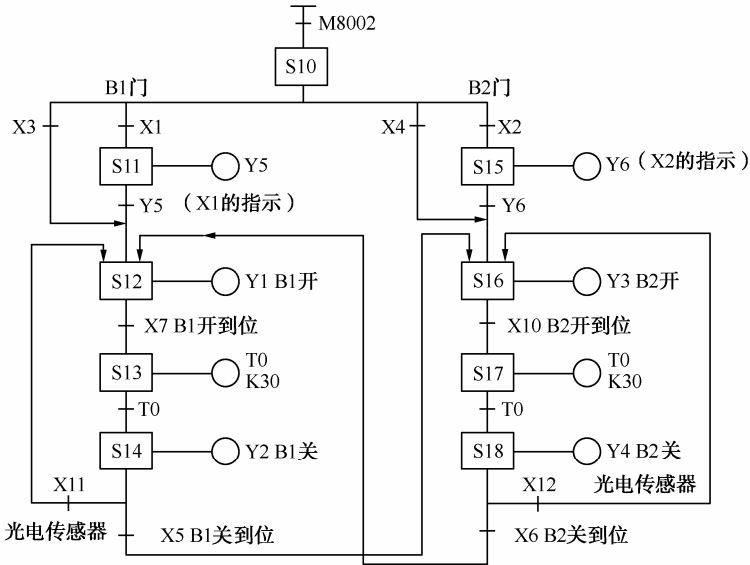 M8002
S10
B1门
B2门
X3
X1
X4
X2
S11
Y5
S15
Y6（X2的指示）
Y5 （X1的指示）
Y6
S12
Y1 B1开
S16
Y3 B2开
X7 B1开到位
X10 B2开到位
S13
T0
K30
S17
T0
K30
T0
T0
S14
Y2 B1关
S18
Y4 B2关
X11
X12
光电传感器
光电传感器
X5 B1关到位
X6 B2关到位